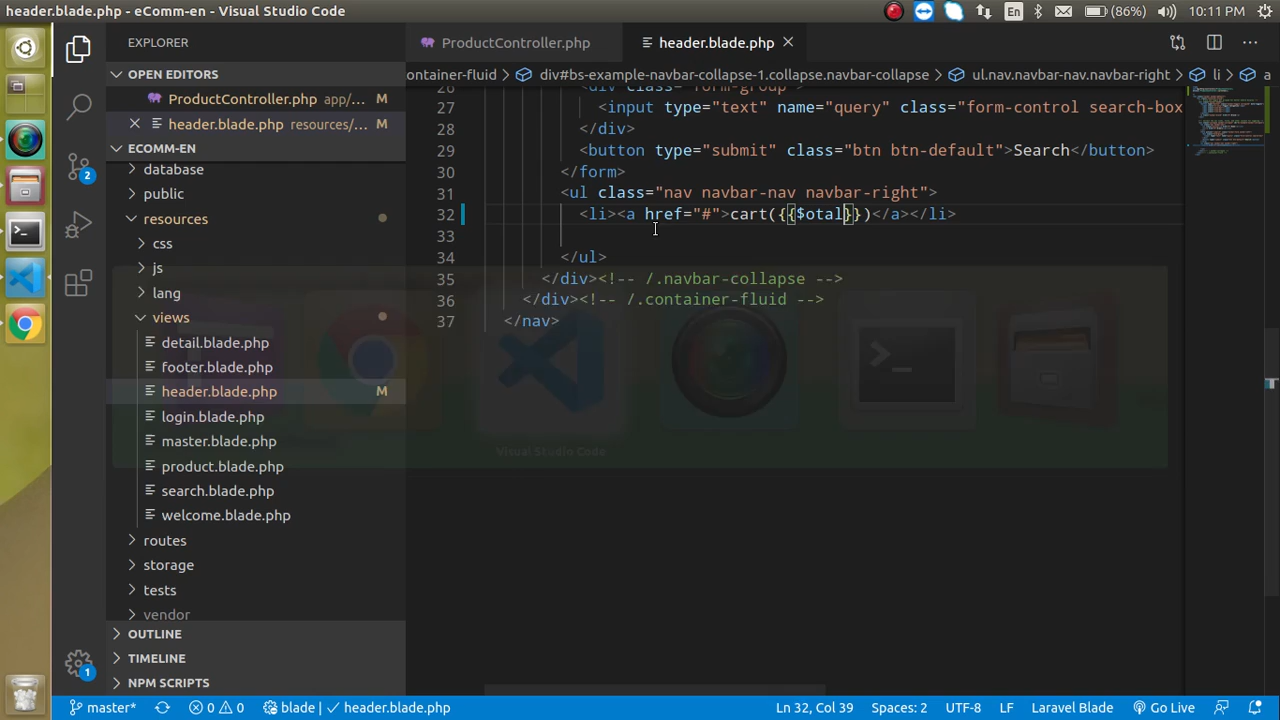 header.blade.php - eComm-en - Visual Studio Code
En
(86%)
10:11 PM
EXPLORER
ProductController.php
header.blade.php
OPEN EDITORS
ProductController.php app/... M
header.blade.php resources/... M
ECOMM-EN
database
public
resources
css
js
lang
views
detail.blade.php
footer.blade.php
header.blade.php M
login.blade.php
master.blade.php
product.blade.php
search.blade.php
welcome.blade.php
routes
storage
tests
vendor
OUTLINE
TIMELINE
NPM SCRIPTS
2
1
ontainer-fluid > div#bs-example-navbar-collapse-1.collapse.navbar-collapse > ul.nav.navbar-nav.navbar-right > li > a
26 <div class="form-group">
27 <input type="text" name="query" class="form-control search-box
28 </div>
29 <button type="submit" class="btn btn-default">Search</button>
30 </form>
31 <ul class="nav navbar-nav navbar-right">
32 <li><a href="#">cart({{$otal}})</a></li>
33
34 </ul>
35 </div><!-- /.navbar-collapse -->
36 </div><!-- /.container-fluid -->
37 </nav>
Visual Studio Code
master*
0
0
blade | ✓ header.blade.php
Ln 32, Col 39
Spaces: 2
UTF-8
LF
Laravel Blade
Go Live